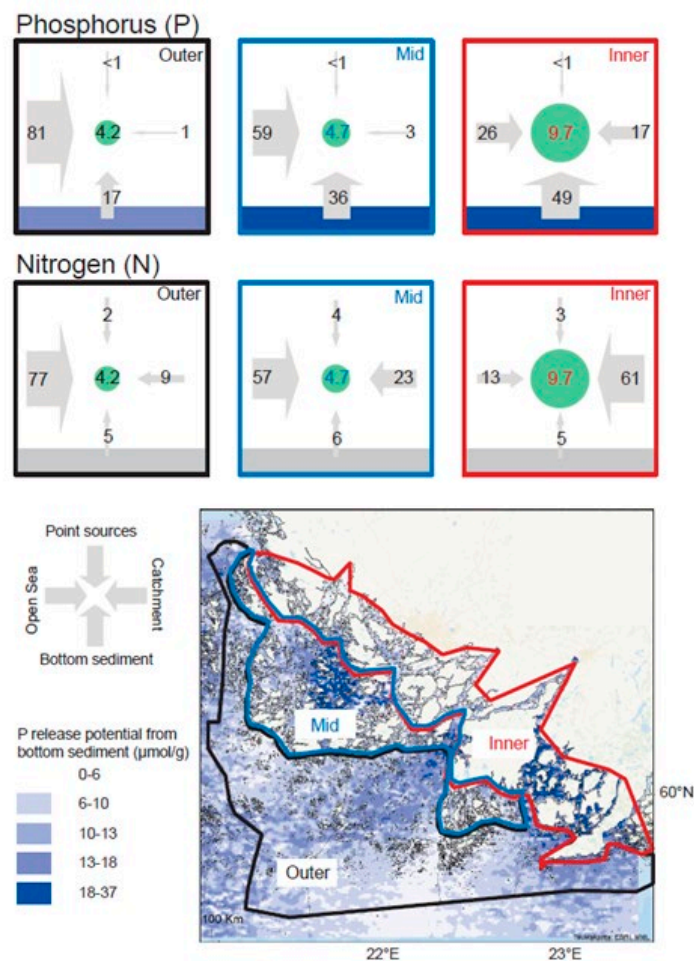 Phosphorus (P)
Outer
<1
81
4.2
1
17
Mid
<1
59
4.7
3
36
Inner
<1
26
9.7
17
49
Nitrogen (N)
Outer
2
77
4.2
9
5
Mid
4
57
4.7
23
6
Inner
3
13
9.7
61
5
Point sources
Open Sea
Catchment
Bottom sediment
P release potential from
bottom sediment (µmol/g)
0-6
6-10
10-13
13-18
18-37
Mid
Inner
Outer
60°N
100 Km
22°E
23°E